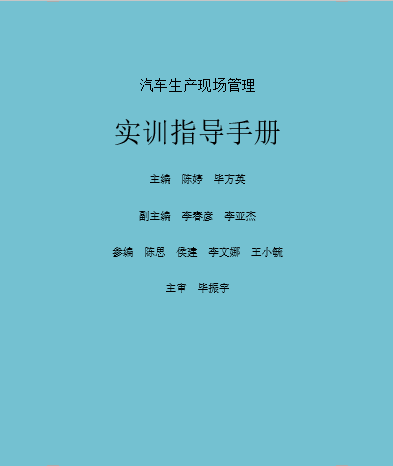 汽车生产现场管理
实训指导手册
主编 陈婷 毕方英
副主编 李春彦 李亚杰
参编 陈思 侯建 李文娜 王小毓
主审 毕振宇